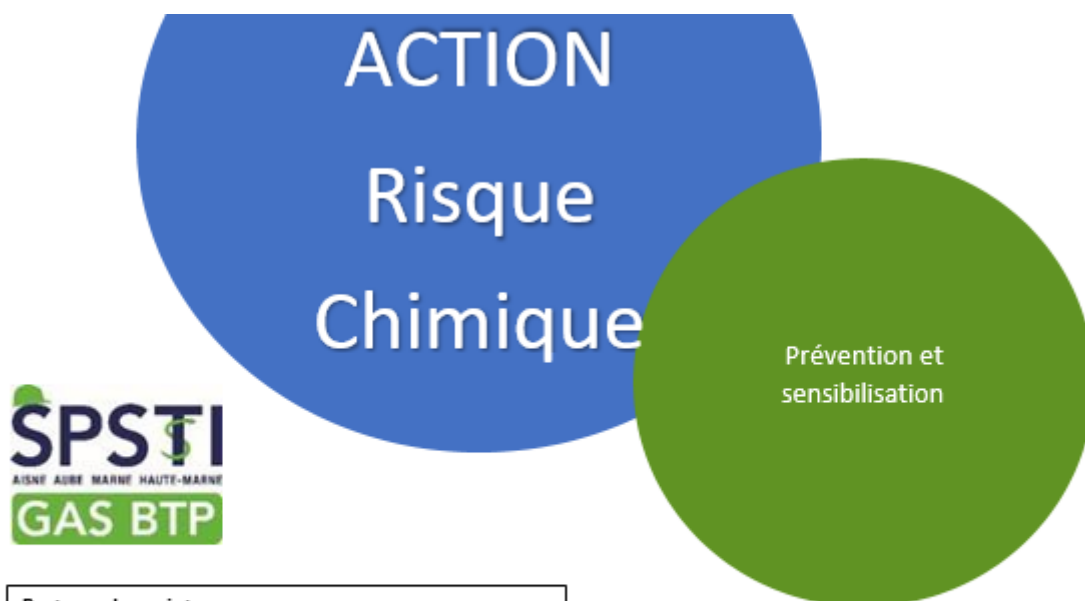 ACTION
Risque
Chimique
Prévention et
sensibilisation
SPSTI
AISNE AUBE MARNE HAUTE-MARNE
GAS BTP